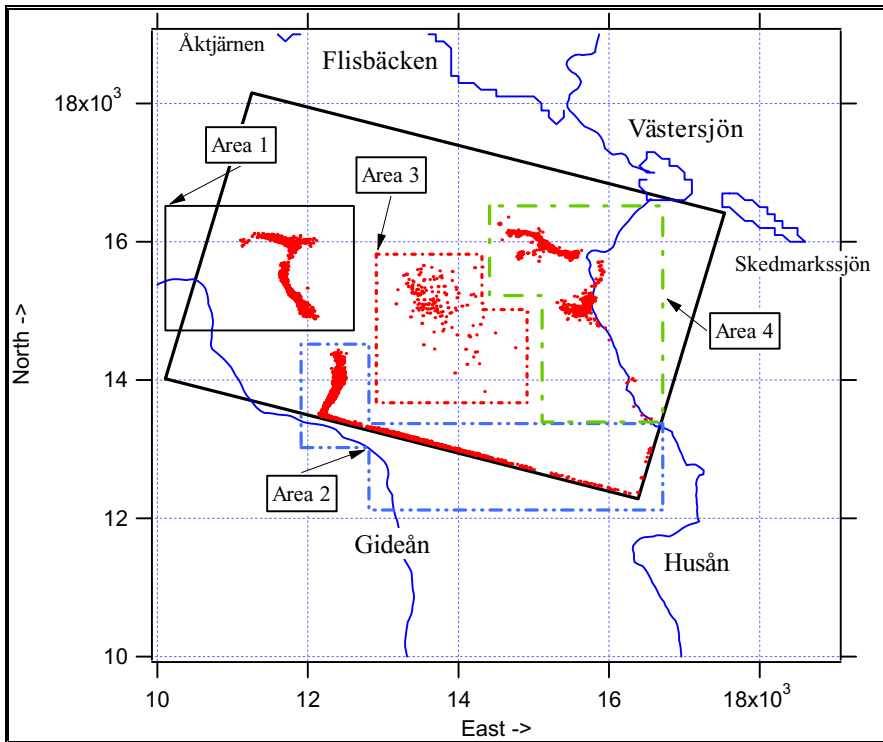 Åktjärnen
Flisbäcken
18x10³
Västersjön
Area 1
Area 3
16
Skedmarkssjön
Area 4
North ->
14
Area 2
12
Gideån
Husån
10
10
12
14
16
18x10³
East ->